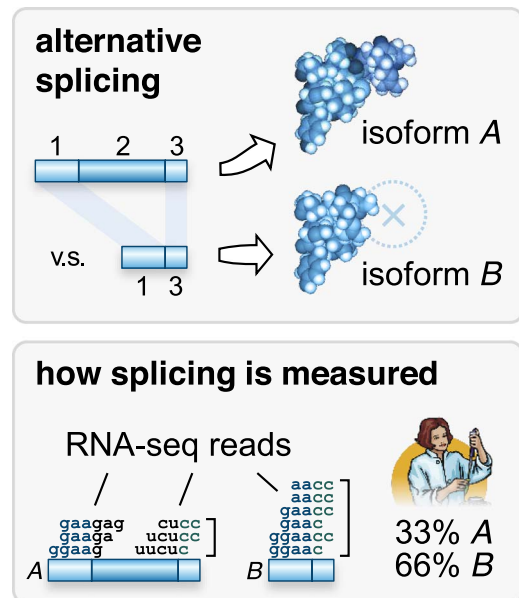 alternative
splicing
1 2 3
isoform A
v.s.
1 3
isoform B
how splicing is measured
RNA-seq reads
aacc
aacc
gaacc
gaagag cucc gaac
ggaaga ucucc ggaacc
ggaag uucuc ggaac
A B
33% A
66% B